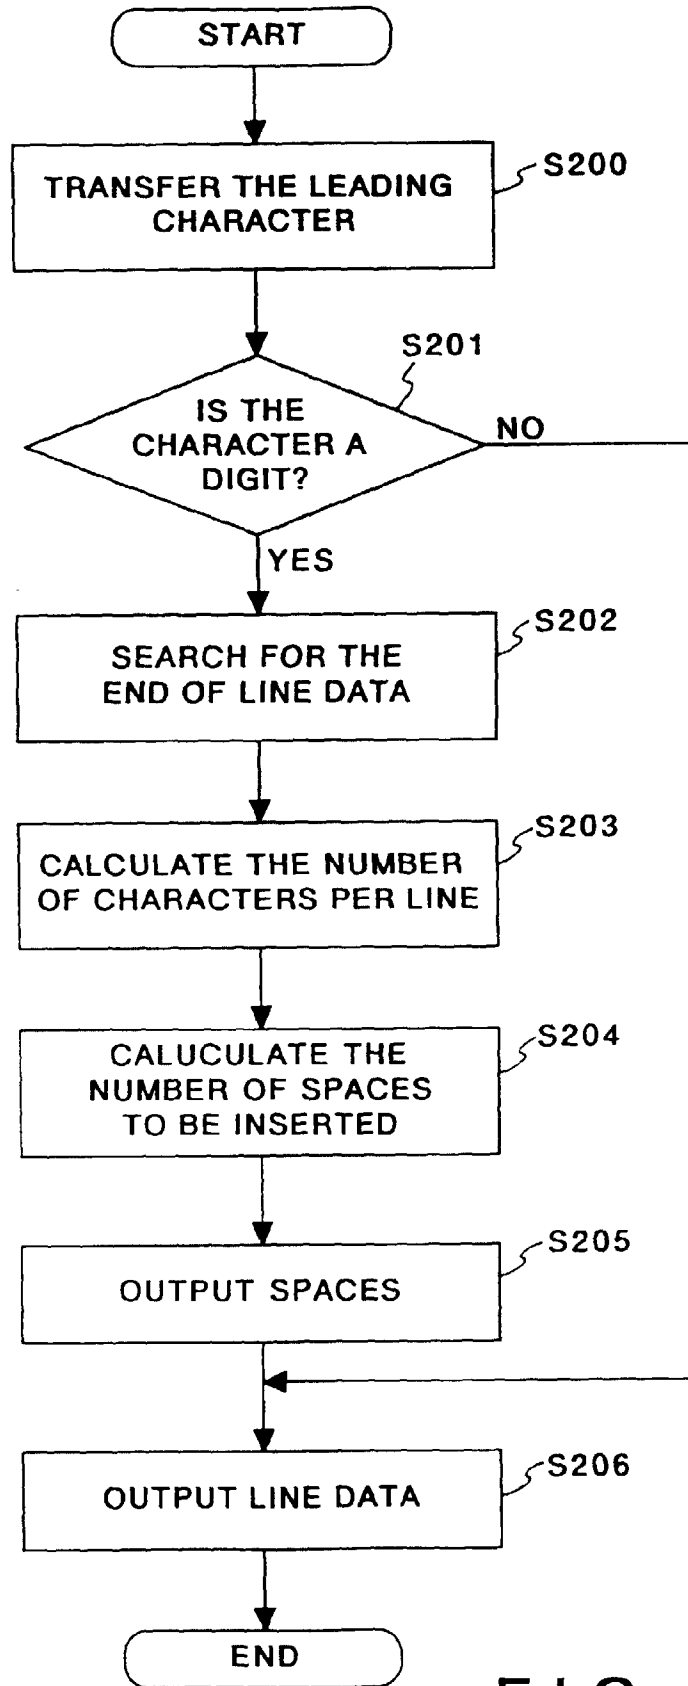 START
TRANSFER THE LEADING
CHARACTER
S200
S201
IS THE
CHARACTER A
DIGIT?
NO
YES
S202
SEARCH FOR THE
END OF LINE DATA
S203
CALCULATE THE NUMBER
OF CHARACTERS PER LINE
S204
CALUCULATE THE
NUMBER OF SPACES
TO BE INSERTED
S205
OUTPUT SPACES
S206
OUTPUT LINE DATA
END